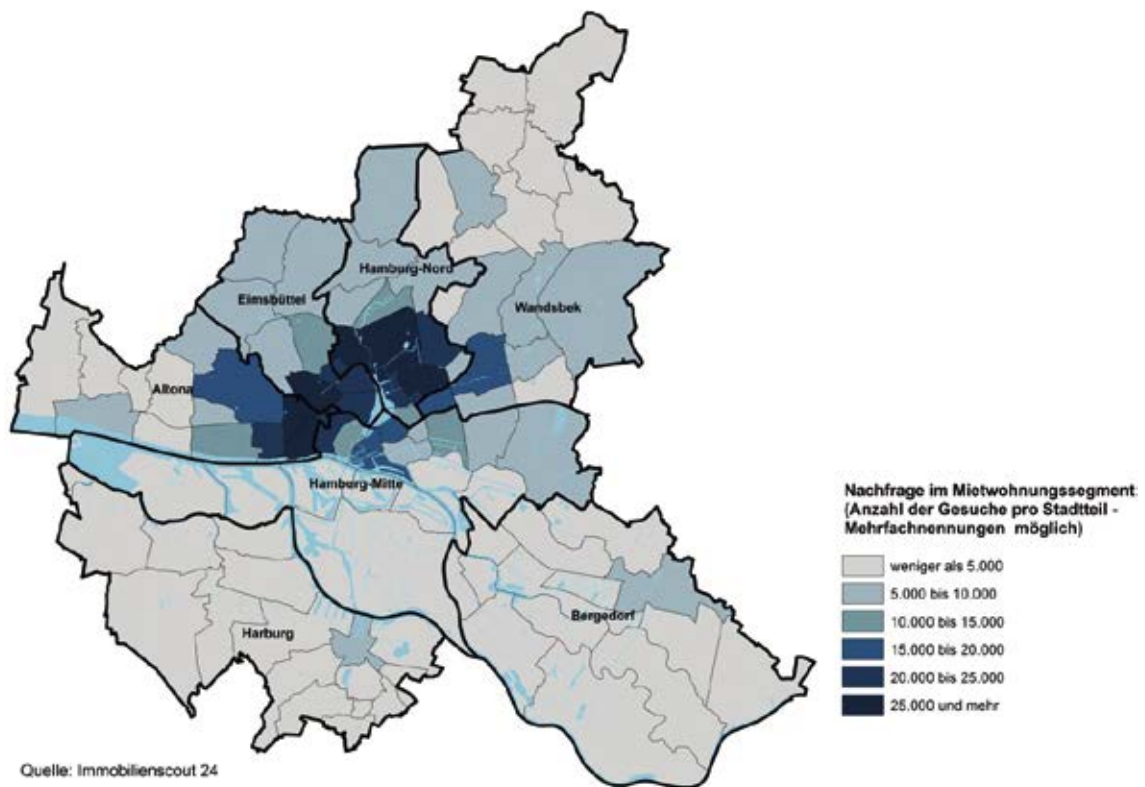 Hamburg-Nord
Eimsbüttel
Wandsbek
Altona
Hamburg-Mitte
Bergedorf
Harburg
Nachfrage im Mietwohnungssegment:
(Anzahl der Gesuche pro Stadtteil -
Mehrfachnennungen möglich)
weniger als 5.000
5.000 bis 10.000
10.000 bis 15.000
15.000 bis 20.000
20.000 bis 25.000
25.000 und mehr
Quelle: Immobilienscout 24